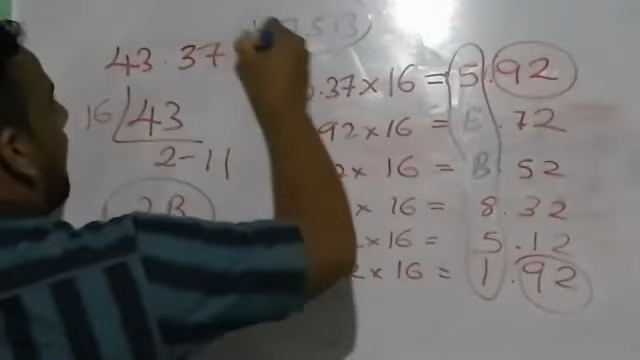 43.37
16 43
2-11
2B
.37×16=5.92
.92×16=E.72
× 16 = B.52
× 16 = 8.32
×16 = 5.12
2×16 = 1.92